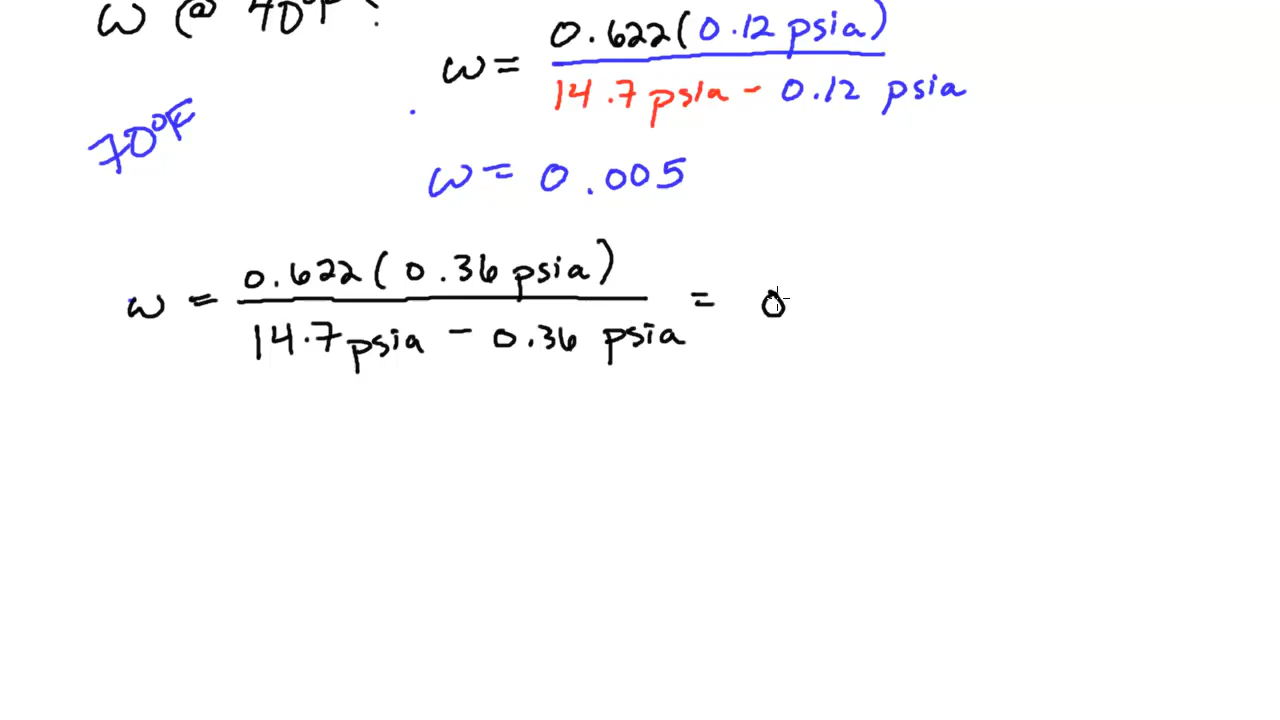 ω @ 40°F?
ω = 0.622(0.12 psia) / 14.7 psia - 0.12 psia
70°F
ω = 0.005
ω = 0.622(0.36 psia) / 14.7 psia - 0.36 psia = 0